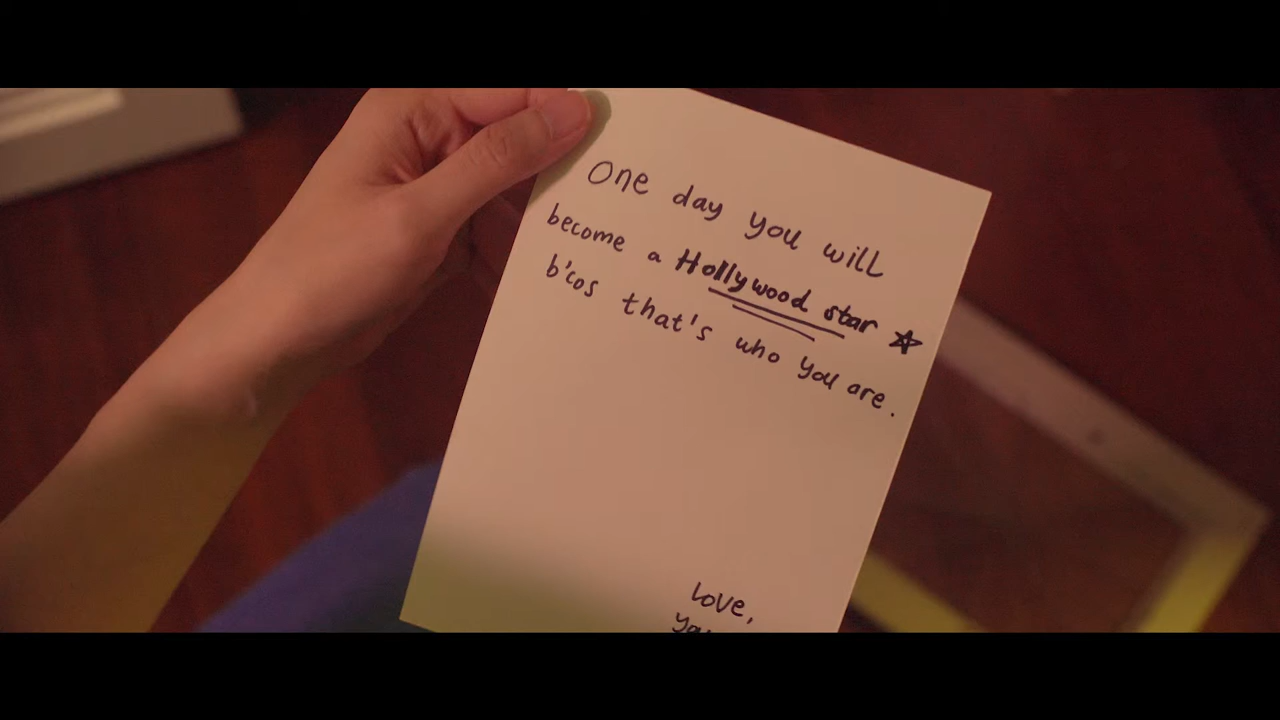 One day you will
become a Hollywood star ☆
b'cos that's who you are.
Love,